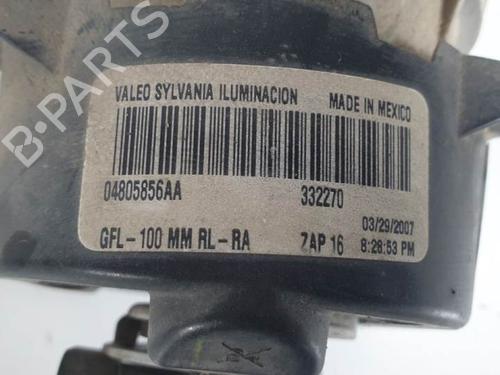 B-PARTS
VALEO SYLVANIA ILUMINACION MADE IN MEXICO
04805856AA 332270
03/29/2007
GFL-100 MM RL-RA ZAP 16 8:28:53 PM